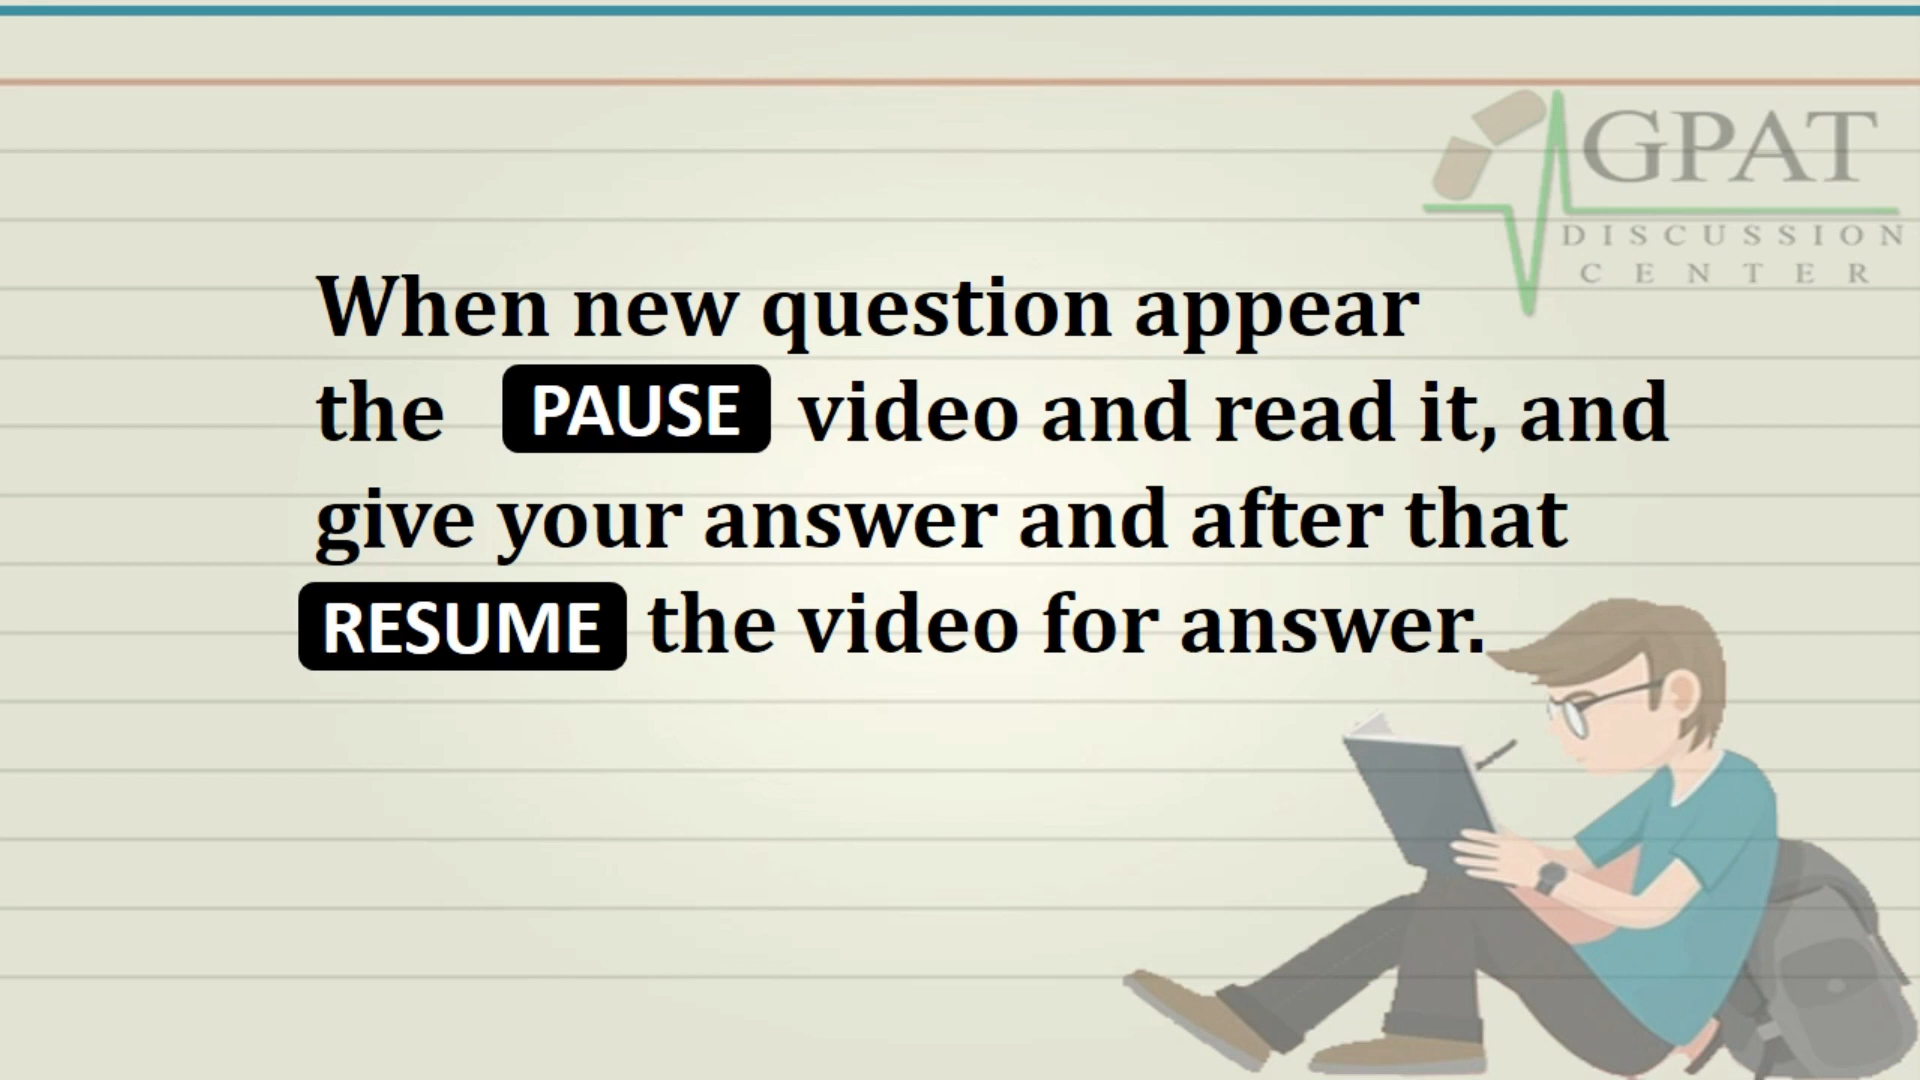 GPAT
DISCUSSION
CENTER
When new question appear
the PAUSE video and read it, and
give your answer and after that
RESUME the video for answer.